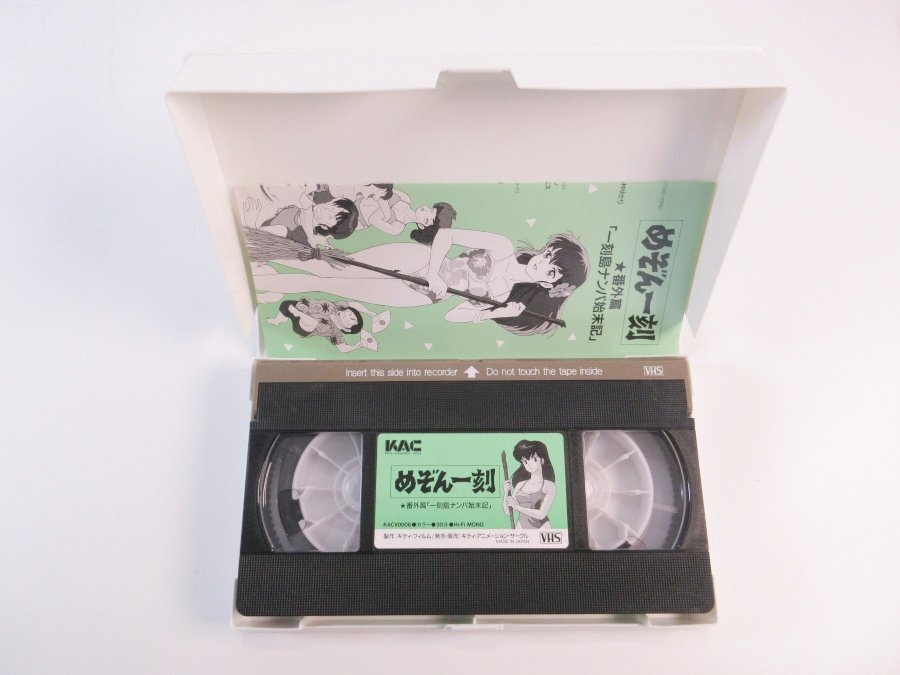 めぞん一刻
★番外篇
「一刻島ナンパ始末記」
Insert this side into recorder Do not touch the tape inside VHS
KAC
めぞん一刻
★番外篇「一刻島ナンパ始末記」
KACV0006●カラー●30分●Hi-Fi MONO
製作：キティ・フィルム/発売・販売：キティ・アニメーション・サークル
MADE IN JAPAN
VHS